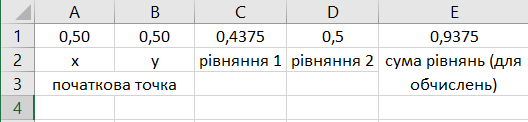 A B C D E
1 0,50 0,50 0,4375 0,5 0,9375
2 x y рівняння 1 рівняння 2 сума рівнянь (для
3 початкова точка обчислень)
4